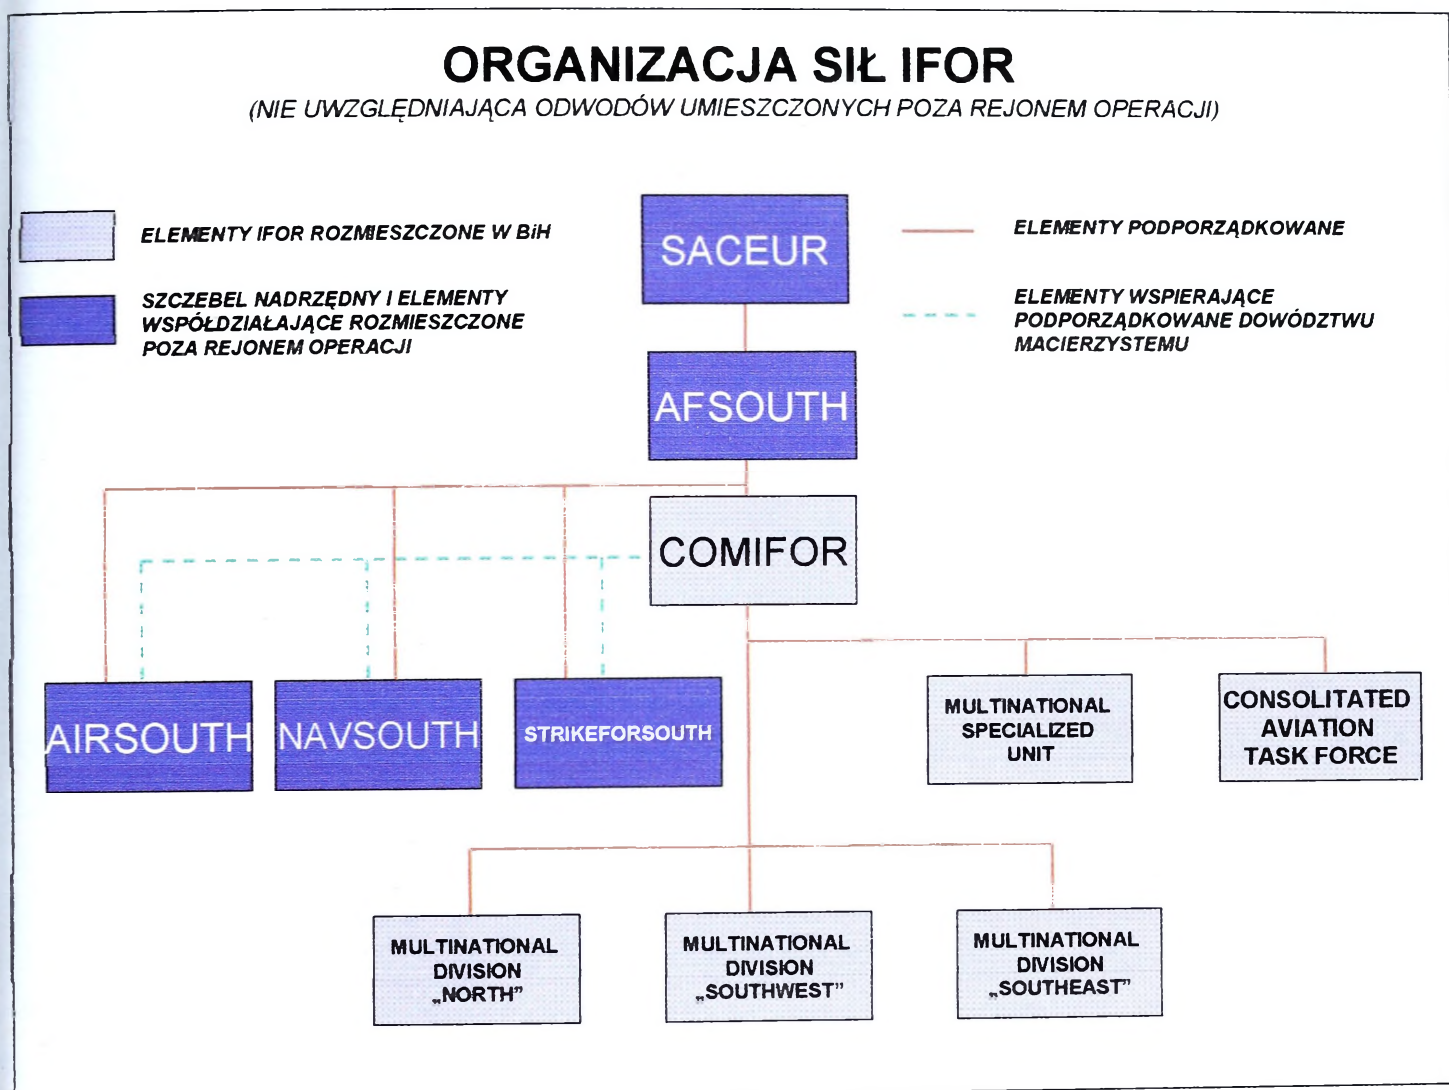 ORGANIZACJA SIŁ IFOR
(NIE UWZGLĘDNIAJĄCA ODWODÓW UMIESZCZONYCH POZA REJONEM OPERACJI)
ELEMENTY IFOR ROZMIESZCZONE W BiH
SZCZEBEL NADRZĘDNY I ELEMENTY
WSPÓŁDZIAŁAJĄCE ROZMIESZCZONE
POZA REJONEM OPERACJI
SACEUR
ELEMENTY PODPORZĄDKOWANE
ELEMENTY WSPIERAJĄCE
PODPORZĄDKOWANE DOWÓDZTWU
MACIERZYSTEMU
AFSOUTH
COMIFOR
AIRSOUTH
NAVSOUTH
STRIKEFORSOUTH
MULTINATIONAL
SPECIALIZED
UNIT
CONSOLITATED
AVIATION
TASK FORCE
MULTINATIONAL
DIVISION
„NORTH”
MULTINATIONAL
DIVISION
„SOUTHWEST”
MULTINATIONAL
DIVISION
„SOUTHEAST”